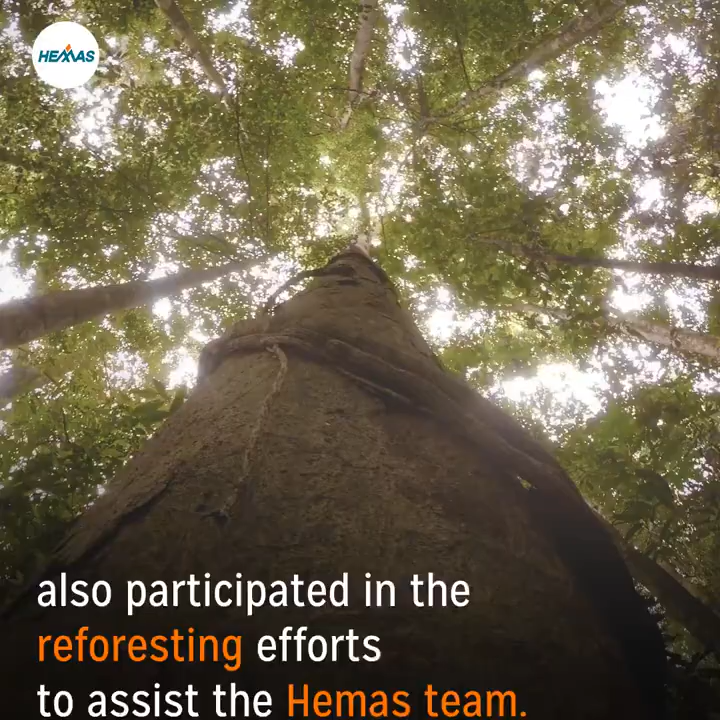 HEMAS
also participated in the
reforesting efforts
to assist the Hemas team.